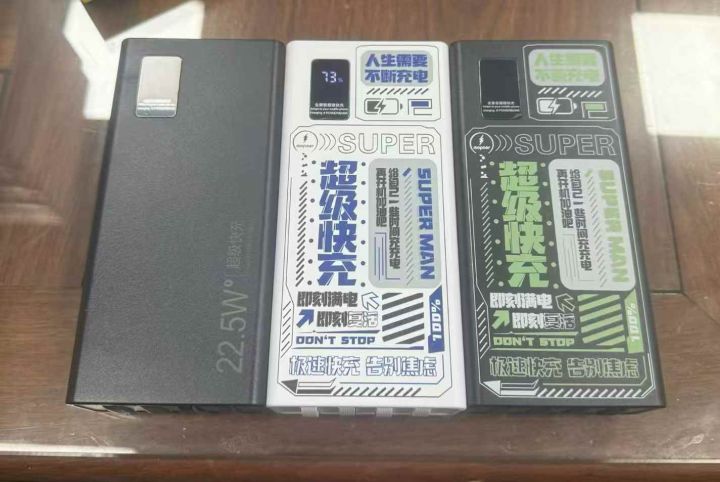 22.5W°超级快充
73%
人生需要
不断充电
SUPER
超级快充
SUPER MAN
给自己一些时间充充电
再开机加油吧
即刻满电
即刻复活
DON'T STOP
100%
极速快充 告别焦虑
人生需要
不断充电
SUPER
超级快充
SUPER MAN
给自己一些时间充充电
再开机加油吧
即刻满电
即刻复活
DON'T STOP
100%
极速快充 告别焦虑